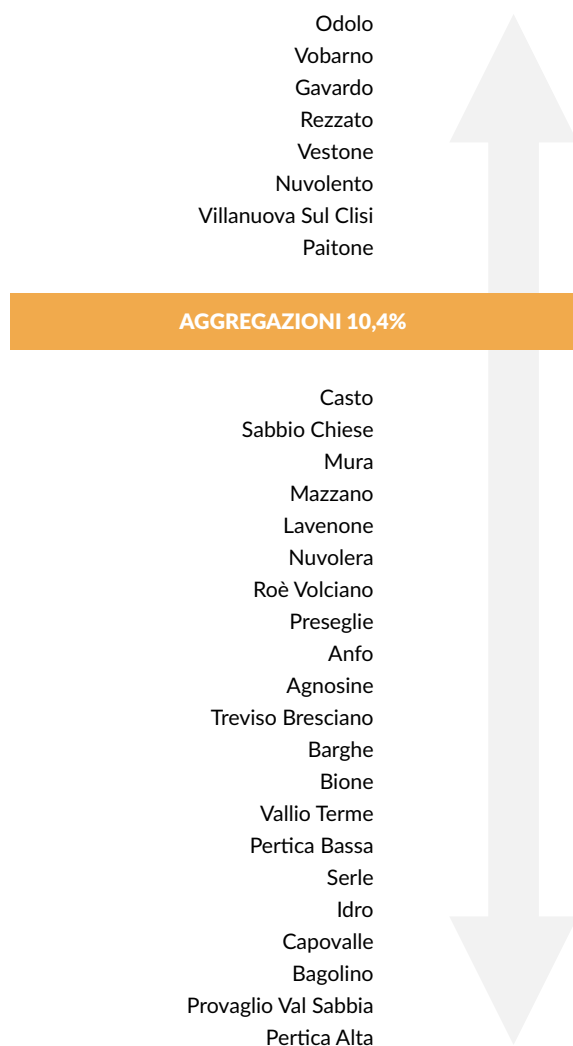 Odolo
Vobarno
Gavardo
Rezzato
Vestone
Nuvolento
Villanuova Sul Clisi
Paitone
AGGREGAZIONI 10,4%
Casto
Sabbio Chiese
Mura
Mazzano
Lavenone
Nuvolera
Roè Volciano
Preseglie
Anfo
Agnosine
Treviso Bresciano
Barghe
Bione
Vallio Terme
Pertica Bassa
Serle
Idro
Capovalle
Bagolino
Provaglio Val Sabbia
Pertica Alta